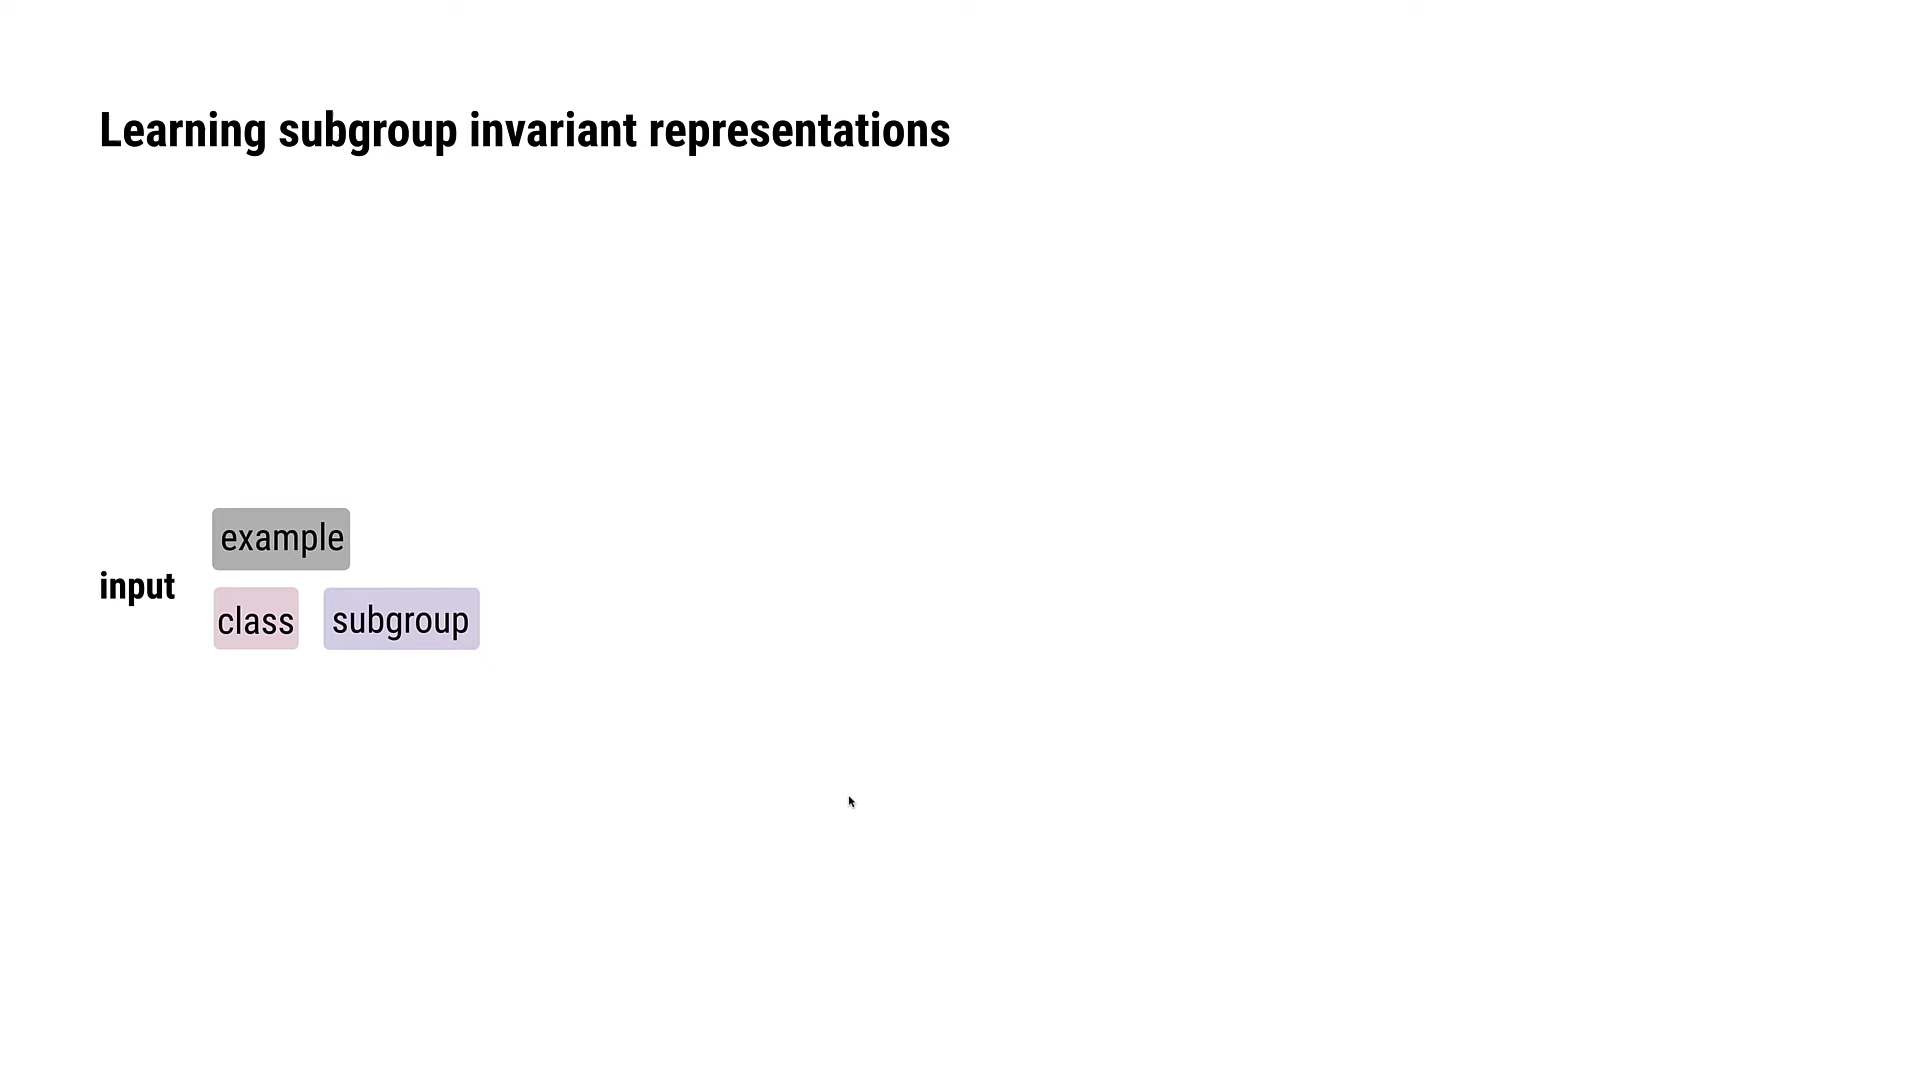 Learning subgroup invariant representations
example
input
class subgroup